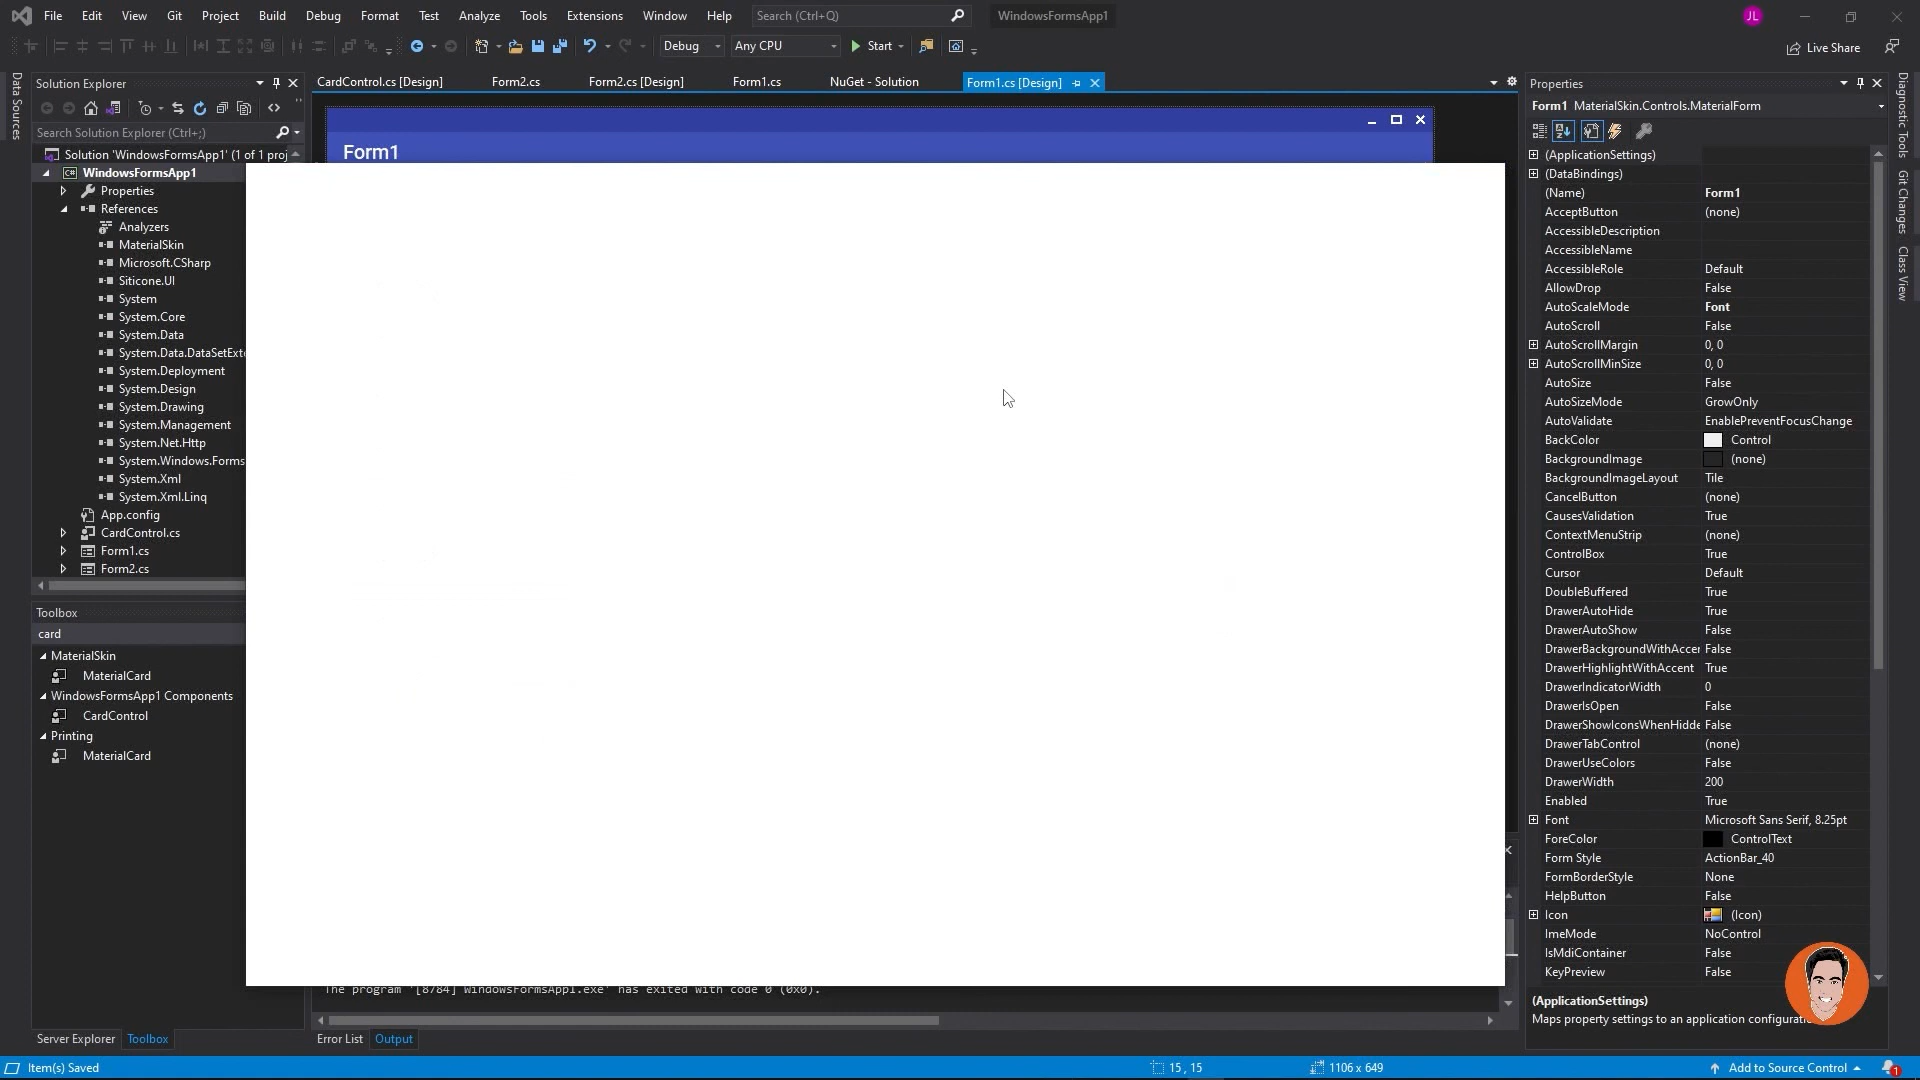 File Edit View Git Project Build Debug Format Test Analyze Tools Extensions Window Help Search (Ctrl+Q) WindowsFormsApp1 JL
Debug Any CPU Start Live Share
Data Sources
Solution Explorer
Search Solution Explorer (Ctrl+;)
Solution 'WindowsFormsApp1' (1 of 1 proj
WindowsFormsApp1
Properties
References
Analyzers
MaterialSkin
Microsoft.CSharp
Siticone.UI
System
System.Core
System.Data
System.Data.DataSetExte
System.Deployment
System.Design
System.Drawing
System.Management
System.Net.Http
System.Windows.Forms
System.Xml
System.Xml.Linq
App.config
CardControl.cs
Form1.cs
Form2.cs
Toolbox
card
MaterialSkin
MaterialCard
WindowsFormsApp1 Components
CardControl
Printing
MaterialCard
Server Explorer Toolbox
CardControl.cs [Design] Form2.cs Form2.cs [Design] Form1.cs NuGet - Solution Form1.cs [Design]
Form1
The program '[8784] WindowsFormsApp1.exe' has exited with code 0 (0x0).
Error List Output
Properties
Form1 MaterialSkin.Controls.MaterialForm
(ApplicationSettings)
(DataBindings)
(Name) Form1
AcceptButton (none)
AccessibleDescription
AccessibleName
AccessibleRole Default
AllowDrop False
AutoScaleMode Font
AutoScroll False
AutoScrollMargin 0, 0
AutoScrollMinSize 0, 0
AutoSize False
AutoSizeMode GrowOnly
AutoValidate EnablePreventFocusChange
BackColor Control
BackgroundImage (none)
BackgroundImageLayout Tile
CancelButton (none)
CausesValidation True
ContextMenuStrip (none)
ControlBox True
Cursor Default
DoubleBuffered True
DrawerAutoHide True
DrawerAutoShow False
DrawerBackgroundWithAccer False
DrawerHighlightWithAccent True
DrawerIndicatorWidth 0
DrawerIsOpen False
DrawerShowIconsWhenHidde False
DrawerTabControl (none)
DrawerUseColors False
DrawerWidth 200
Enabled True
Font Microsoft Sans Serif, 8.25pt
ForeColor ControlText
Form Style ActionBar_40
FormBorderStyle None
HelpButton False
Icon (Icon)
ImeMode NoControl
IsMdiContainer False
KeyPreview False
(ApplicationSettings)
Maps property settings to an application configurati
Diagnostic Tools
Git Changes
Class View
Item(s) Saved 15 , 15 1106 x 649 Add to Source Control 1